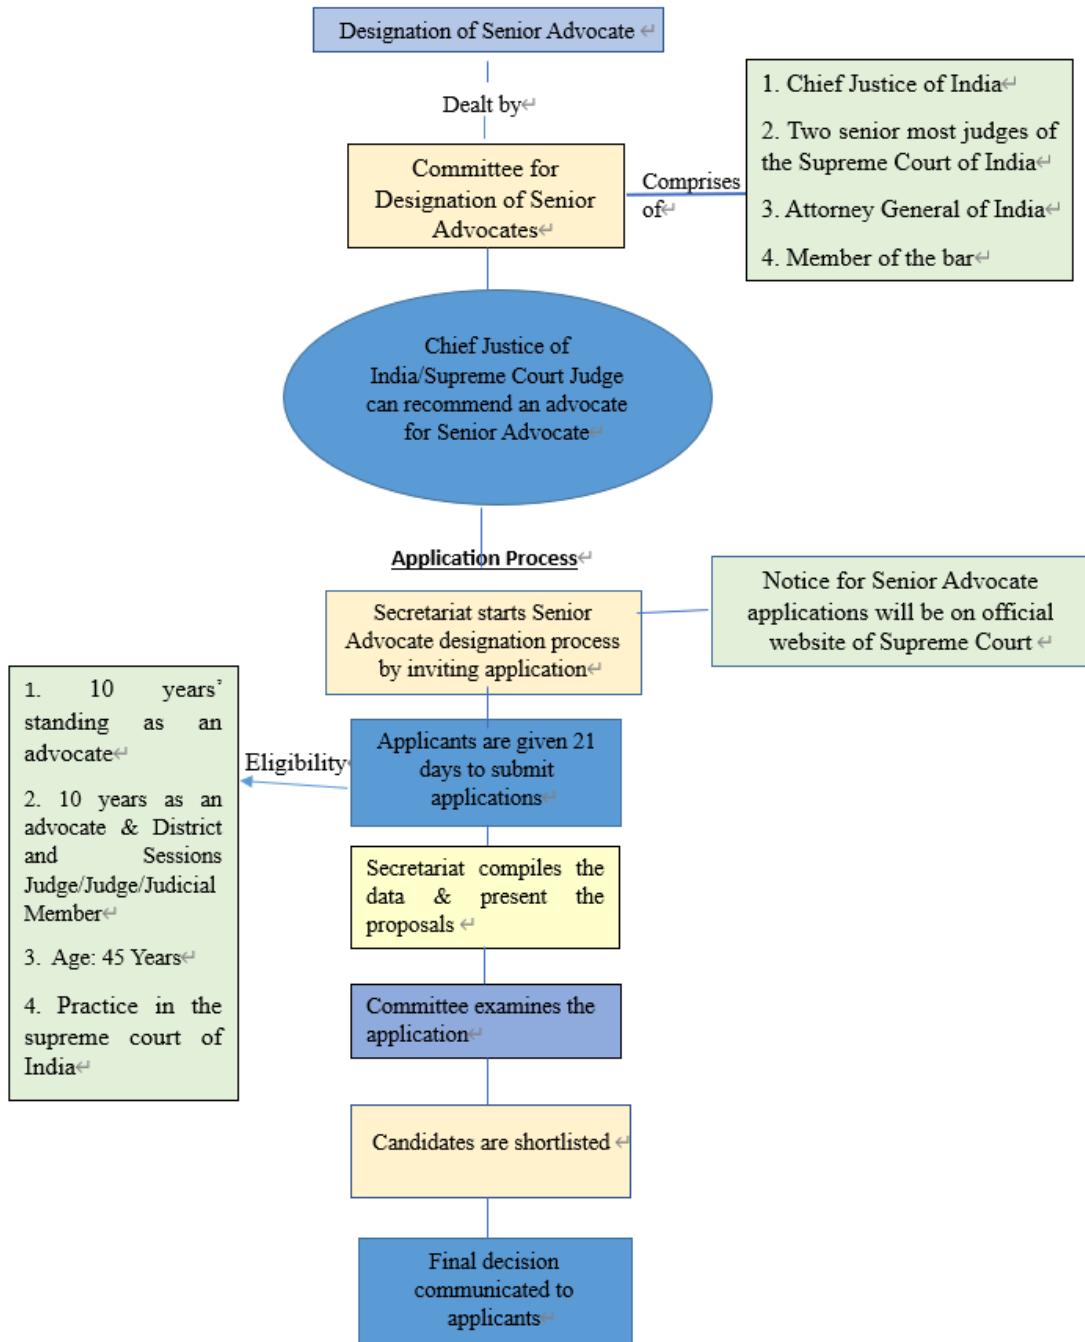 Designation of Senior Advocate
Dealt by
Committee for
Designation of Senior
Advocates
Comprises
of
1. Chief Justice of India
2. Two senior most judges of
the Supreme Court of India
3. Attorney General of India
4. Member of the bar
Chief Justice of
India/Supreme Court Judge
can recommend an advocate
for Senior Advocate
Application Process
Secretariat starts Senior
Advocate designation process
by inviting application
Notice for Senior Advocate
applications will be on official
website of Supreme Court
Applicants are given 21
days to submit
applications
Eligibility
1. 10 years'
standing as an
advocate
2. 10 years as an
advocate & District
and Sessions
Judge/Judge/Judicial
Member
3. Age: 45 Years
4. Practice in the
supreme court of
India
Secretariat compiles the
data & present the
proposals
Committee examines the
application
Candidates are shortlisted
Final decision
communicated to
applicants